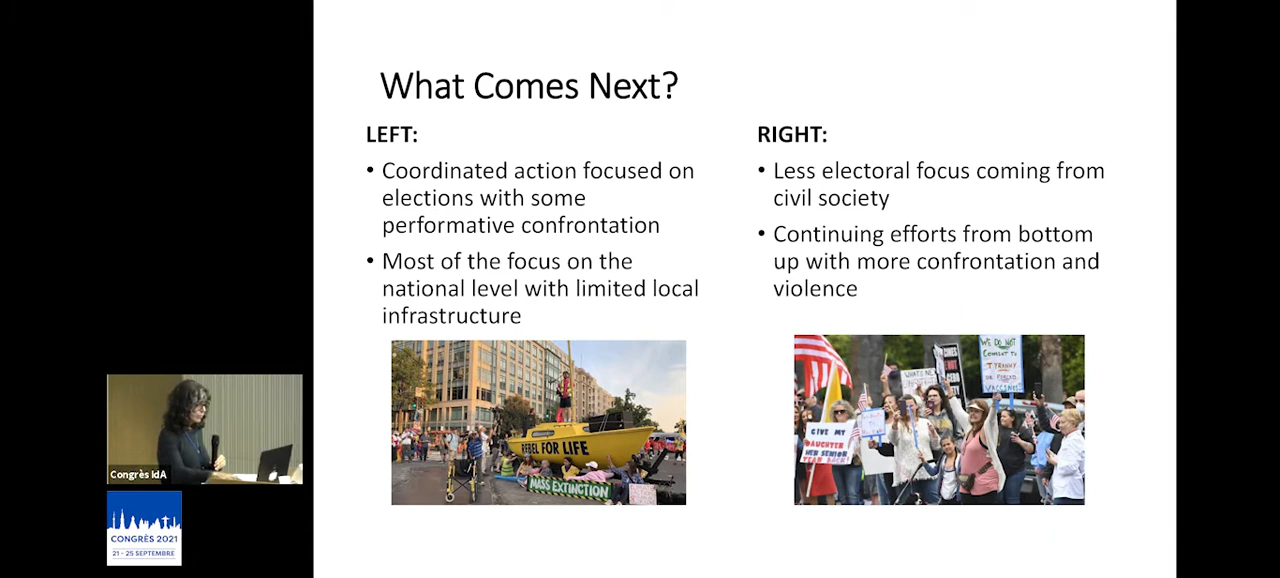 What Comes Next?
LEFT:
• Coordinated action focused on
elections with some
performative confrontation
• Most of the focus on the
national level with limited local
infrastructure
RIGHT:
• Less electoral focus coming from
civil society
• Continuing efforts from bottom
up with more confrontation and
violence
REBEL FOR LIFE
MASS EXTINCTION
WE DO NOT
CONSENT TO
TYRANNY
OR FORCED
VACCINES!
WHATS NE
GIVE MY
DAUGHTER
HER SENIOR
YEAR BACK!
Congrès IdA
CONGRÈS 2021
21 - 25 SEPTEMBRE